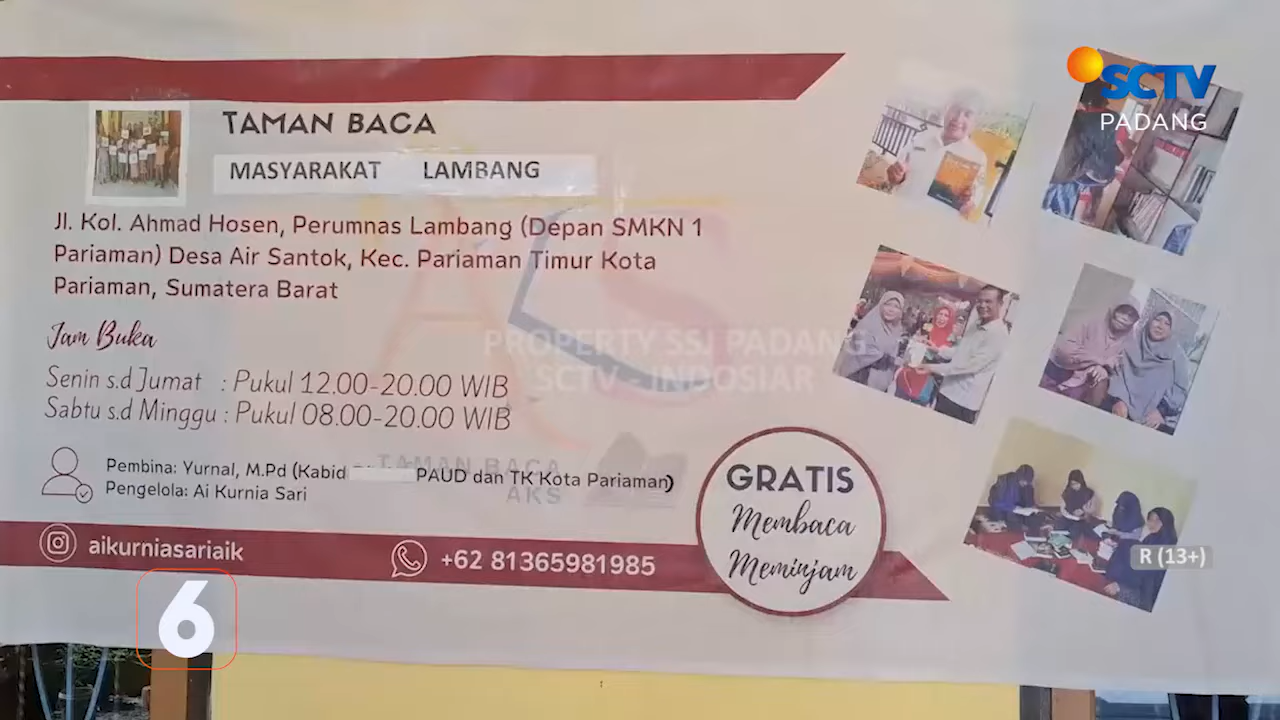 SCTV
PADANG
TAMAN BACA
MASYARAKAT LAMBANG
Jl. Kol. Ahmad Hosen, Perumnas Lambang (Depan SMKN 1
Pariaman) Desa Air Santok, Kec. Pariaman Timur Kota
Pariaman, Sumatera Barat
Jam Buka
Senin s.d Jumat : Pukul 12.00-20.00 WIB
Sabtu s.d Minggu : Pukul 08.00-20.00 WIB
PROPERTY SSJ PADANG
SCTV - INDOSIAR
Pembina: Yurnal, M.Pd (Kabid PAUD dan TK Kota Pariaman)
Pengelola: Ai Kurnia Sari
TAMAN BACA
AKS
GRATIS
Membaca
Meminjam
aikurniasariaik
+62 81365981985
R (13+)
6